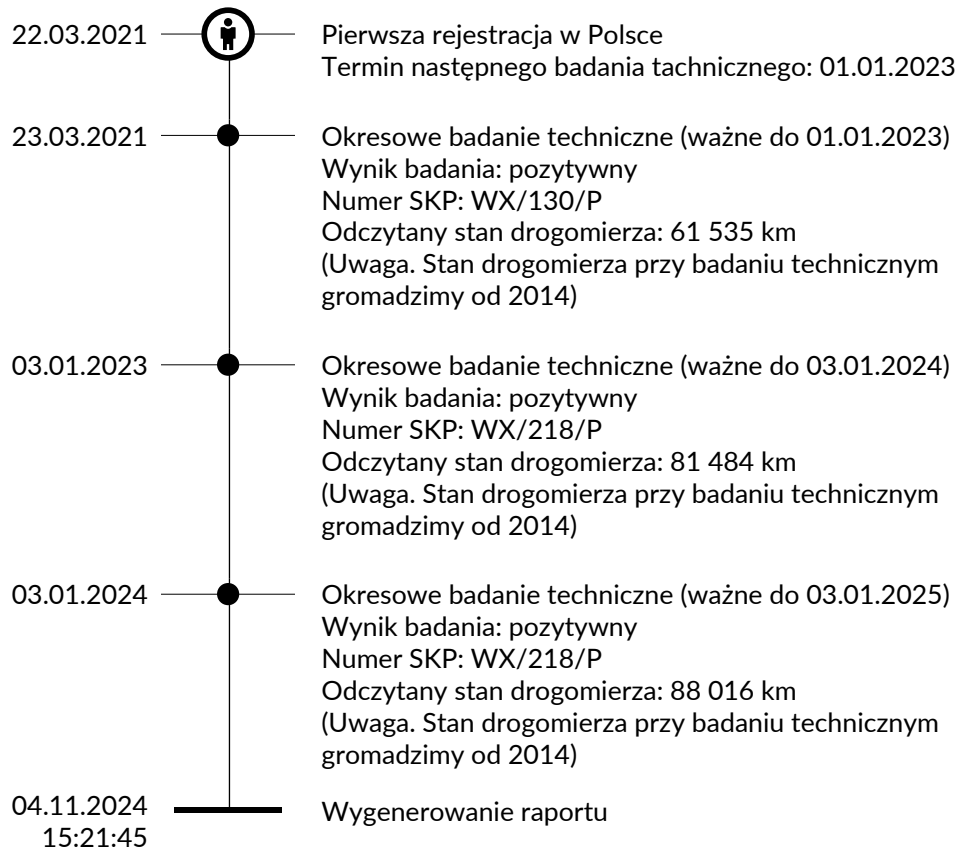 22.03.2021
Pierwsza rejestracja w Polsce
Termin następnego badania tachnicznego: 01.01.2023
23.03.2021
Okresowe badanie techniczne (ważne do 01.01.2023)
Wynik badania: pozytywny
Numer SKP: WX/130/P
Odczytany stan drogomierza: 61 535 km
(Uwaga. Stan drogomierza przy badaniu technicznym
gromadzimy od 2014)
03.01.2023
Okresowe badanie techniczne (ważne do 03.01.2024)
Wynik badania: pozytywny
Numer SKP: WX/218/P
Odczytany stan drogomierza: 81 484 km
(Uwaga. Stan drogomierza przy badaniu technicznym
gromadzimy od 2014)
03.01.2024
Okresowe badanie techniczne (ważne do 03.01.2025)
Wynik badania: pozytywny
Numer SKP: WX/218/P
Odczytany stan drogomierza: 88 016 km
(Uwaga. Stan drogomierza przy badaniu technicznym
gromadzimy od 2014)
04.11.2024
15:21:45
Wygenerowanie raportu